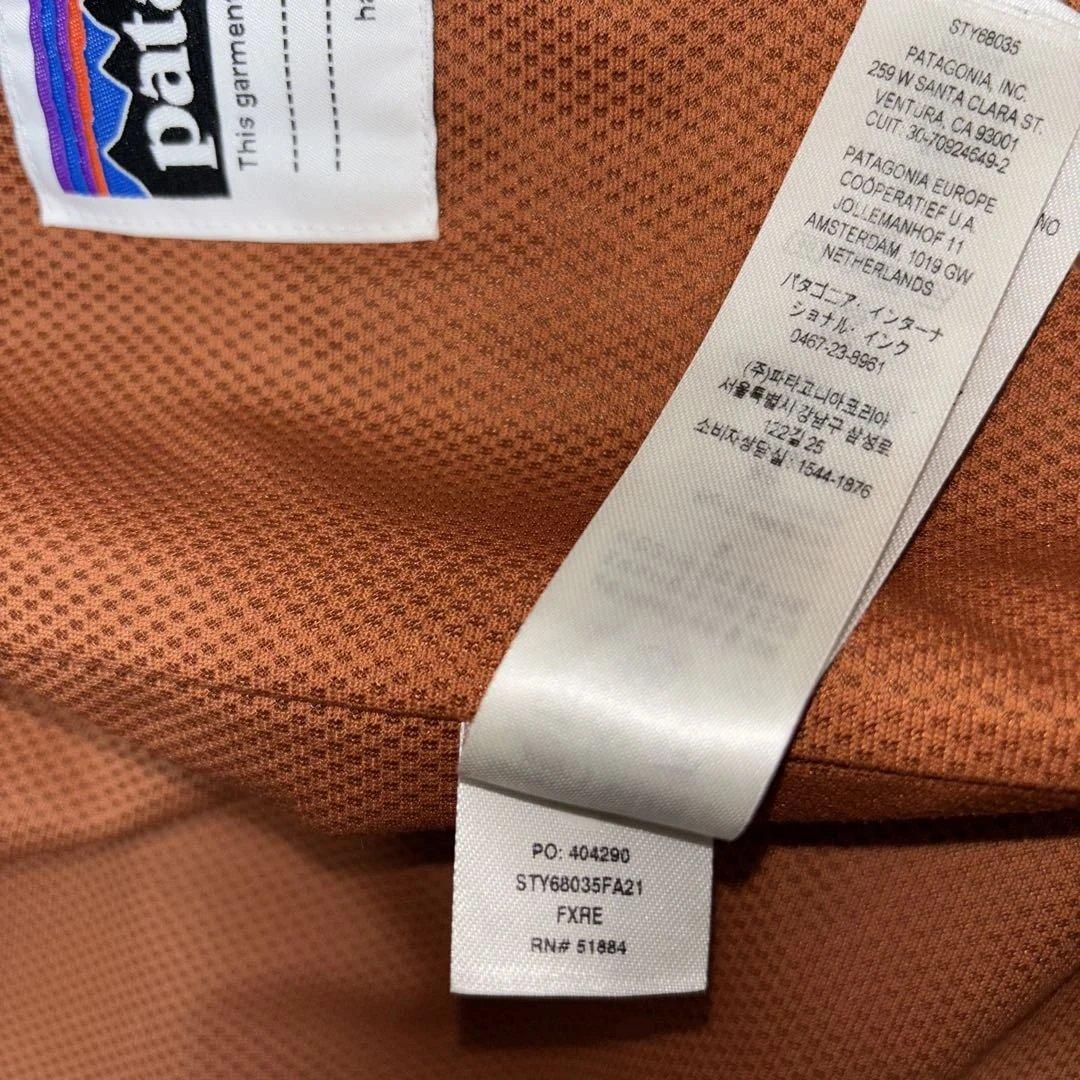 pata
This garment
ha
STY68035
PATAGONIA, INC.
259 W SANTA CLARA ST.
VENTURA, CA 93001
CUIT: 30-70924649-2
PATAGONIA EUROPE
COÖPERATIEF U.A.
JOLLEMANHOF 11
AMSTERDAM, 1019 GW
NETHERLANDS
パタゴニア・インターナ
ショナル・インク
0467-23-8961
(주)파타고니아코리아
서울특별시 강남구 삼성로
122길 25
소비자상담실: 1544-1876
NO
PO: 404290
STY68035FA21
FXRE
RN# 51884